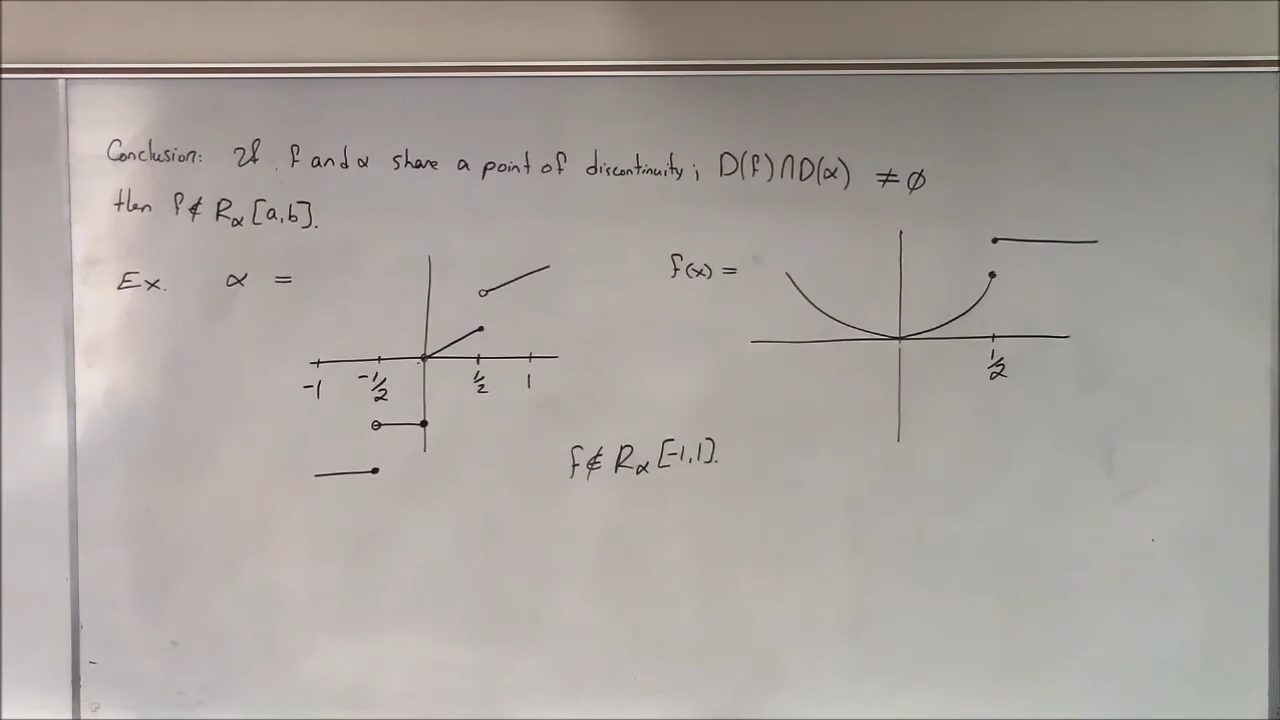 Conclusion: If f and α share a point of discontinuity; D(f)∩D(α) ≠ ∅
then f∉ Rα[a,b].
Ex. α =
f(x) =
-1 -1/2 1/2 1
1/2
f∉ Rα[-1,1].